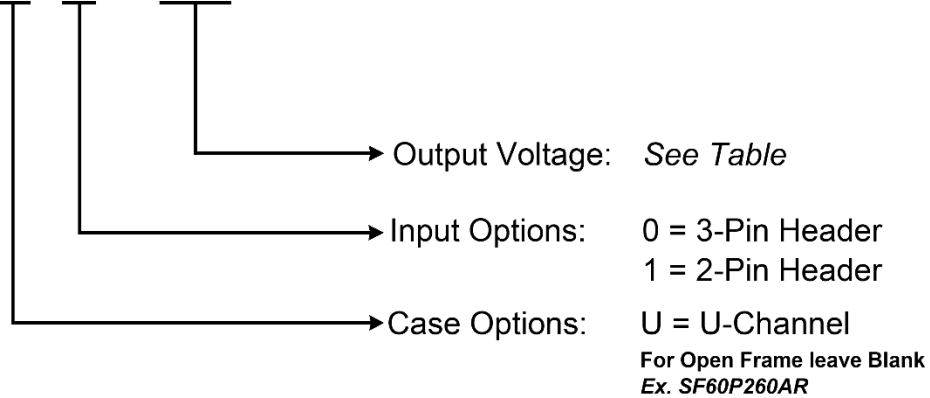 Output Voltage: See Table
Input Options: 0 = 3-Pin Header
1 = 2-Pin Header
Case Options: U = U-Channel
For Open Frame leave Blank
Ex. SF60P260AR